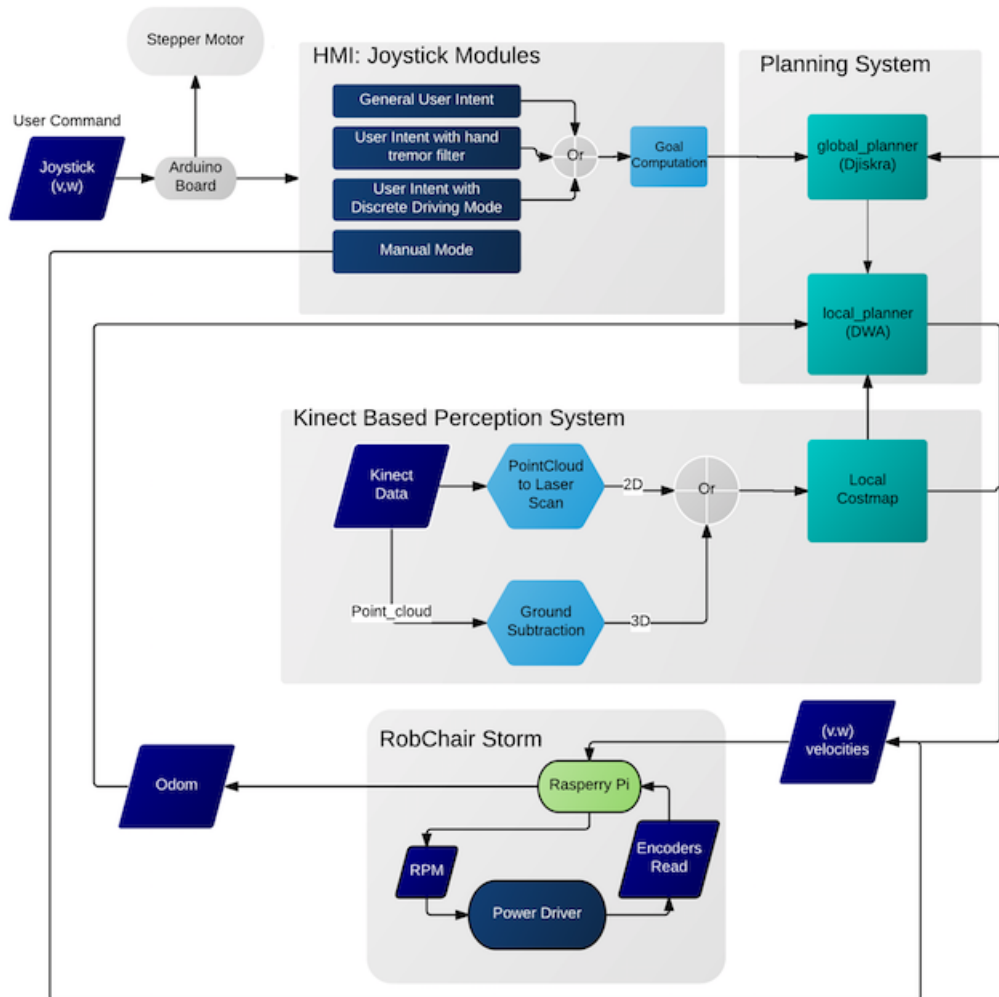 Stepper Motor
HMI: Joystick Modules
Planning System
General User Intent
User Command
User Intent with hand
tremor filter
Or
Goal
Computation
global_planner
(Djiskra)
Joystick
(v,w)
Arduino
Board
User Intent with
Discrete Driving Mode
Manual Mode
local_planner
(DWA)
Kinect Based Perception System
Kinect
Data
PointCloud
to Laser
Scan
2D
Or
Local
Costmap
Point_cloud
Ground
Subtraction
3D
RobChair Storm
(v.w)
velocities
Odom
Rasperry Pi
RPM
Encoders
Read
Power Driver